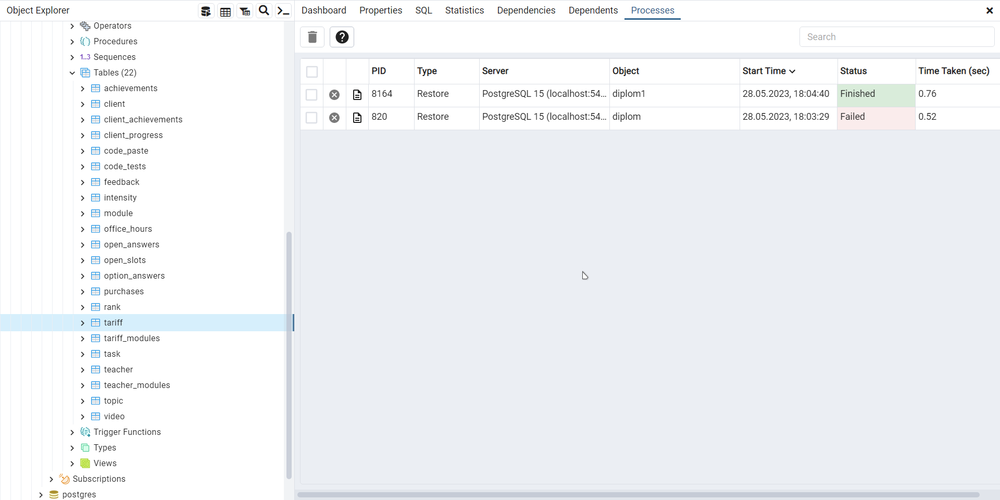 Object Explorer
Dashboard Properties SQL Statistics Dependencies Dependents Processes
Operators
Procedures
1..3 Sequences
Tables (22)
achievements
client
client_achievements
client_progress
code_paste
code_tests
feedback
intensity
module
office_hours
open_answers
open_slots
option_answers
purchases
rank
tariff
tariff_modules
task
teacher
teacher_modules
topic
video
Trigger Functions
Types
Views
Subscriptions
postgres
Search
PID Type Server Object Start Time Status Time Taken (sec)
8164 Restore PostgreSQL 15 (localhost:54... diplom1 28.05.2023, 18:04:40 Finished 0.76
820 Restore PostgreSQL 15 (localhost:54... diplom 28.05.2023, 18:03:29 Failed 0.52